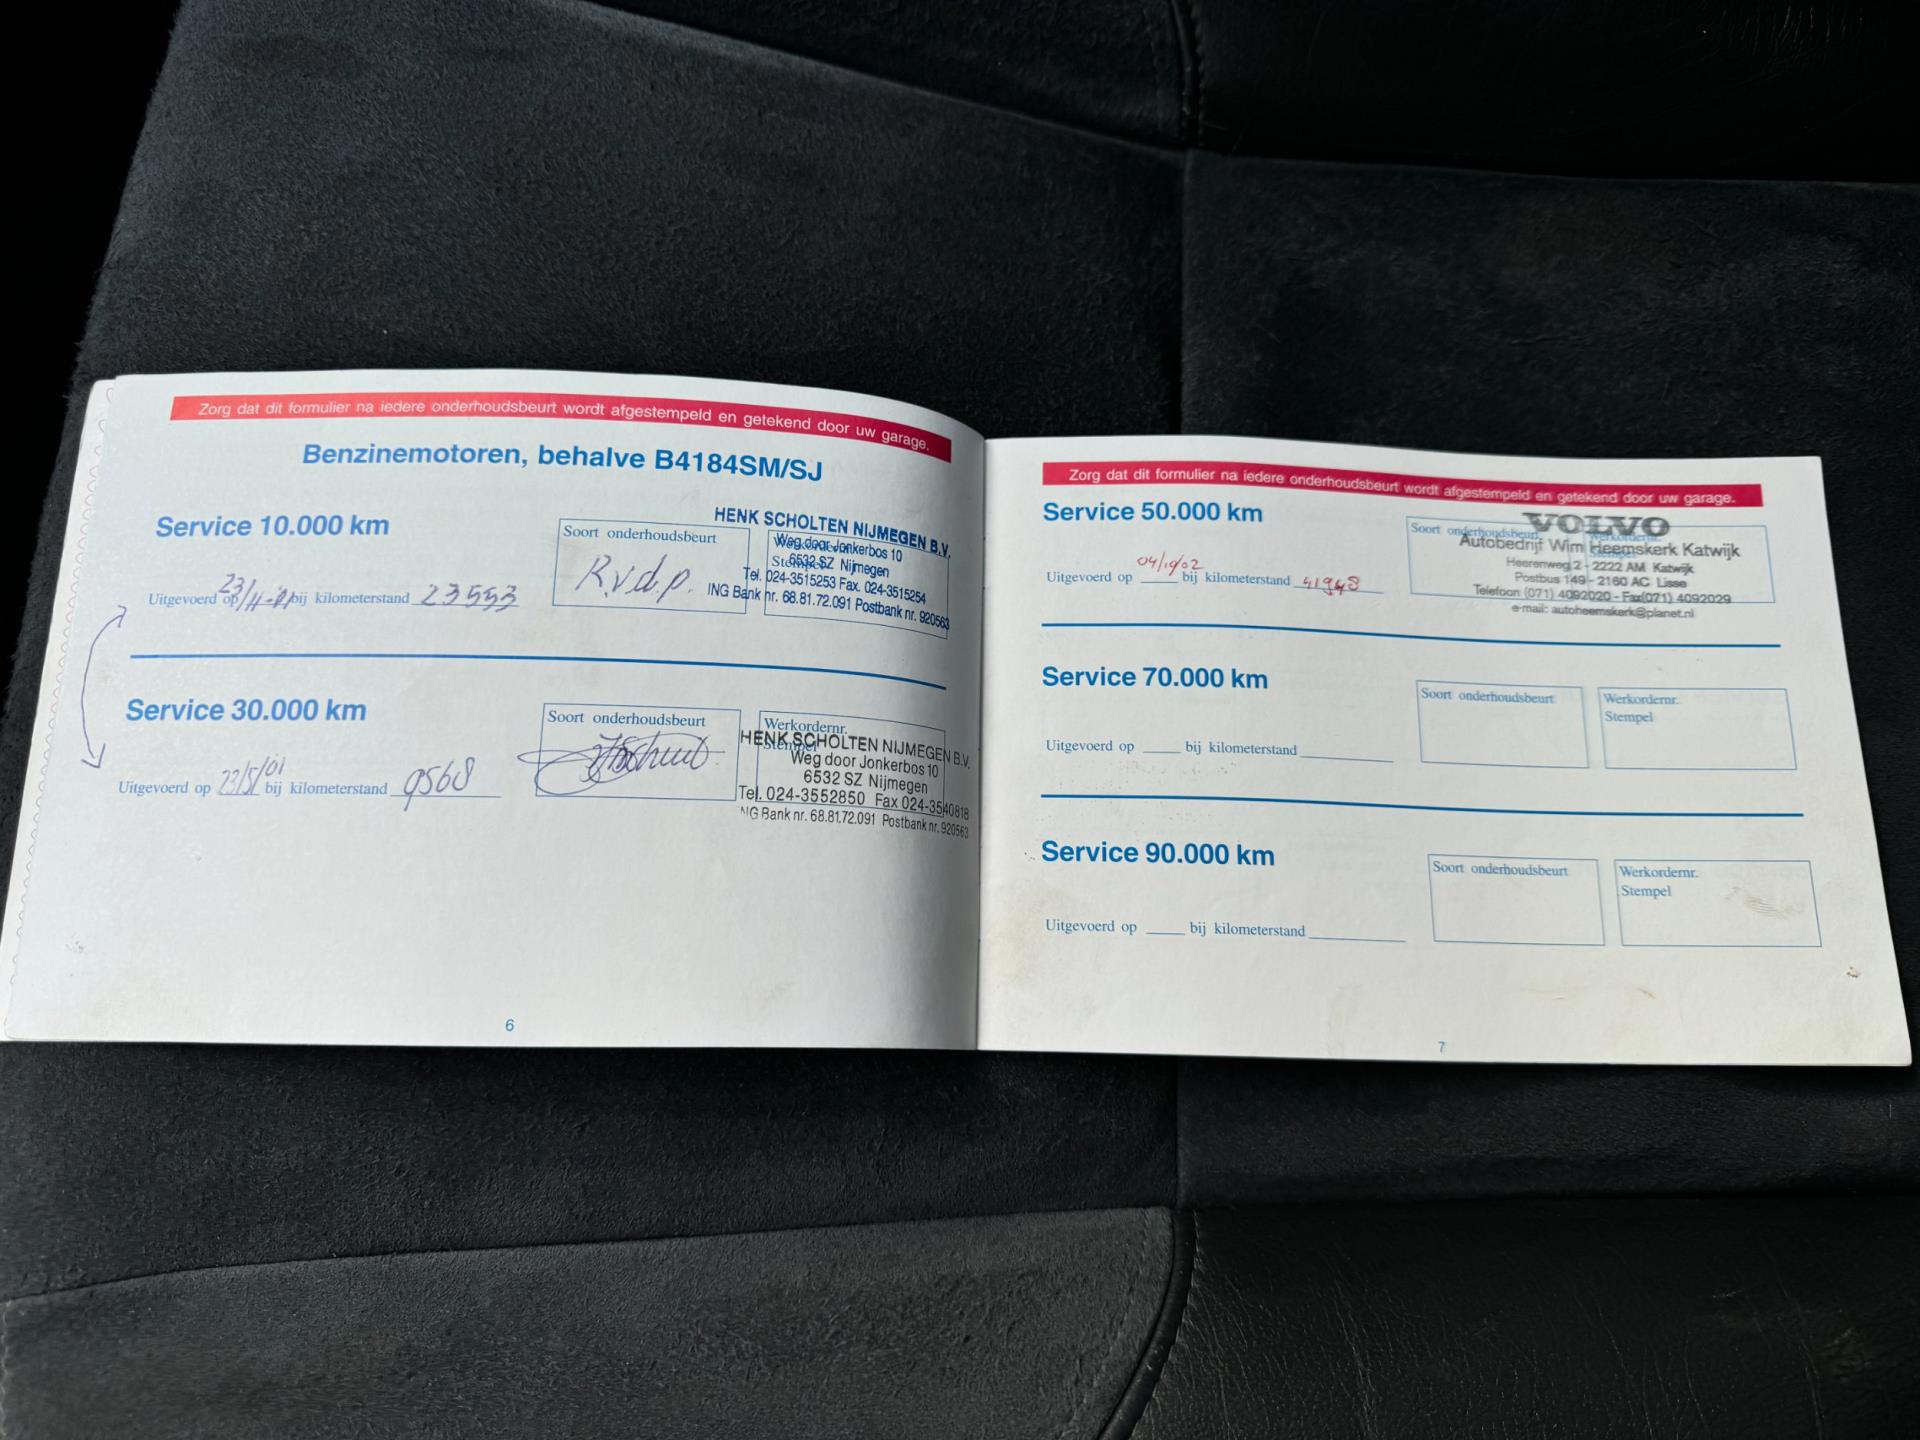 Zorg dat dit formulier na iedere onderhoudsbeurt wordt afgestempeld en getekend door uw garage.
Benzinemotoren, behalve B4184SM/SJ
Service 10.000 km
Soort onderhoudsbeurt
R.v.d.p.
HENK SCHOLTEN NIJMEGEN B.V.
Weg door Jonkerbos 10
Stempel
6532 SZ Nijmegen
Tel. 024-3515253 Fax. 024-3515254
ING Bank nr. 68.81.72.091 Postbank nr. 920563
Uitgevoerd op 23/11-01 bij kilometerstand 23553
Service 30.000 km
Soort onderhoudsbeurt
Werkordernr.
Stempel
HENK SCHOLTEN NIJMEGEN B.V.
Weg door Jonkerbos 10
6532 SZ Nijmegen
Tel. 024-3552850 Fax 024-3540818
ING Bank nr. 68.81.72.091 Postbank nr. 920563
Uitgevoerd op 23/5/01 bij kilometerstand 9568
6
Zorg dat dit formulier na iedere onderhoudsbeurt wordt afgestempeld en getekend door uw garage.
Service 50.000 km
Soort onderhoudsbeurt
Werkordernr.
VOLVO
Autobedrijf Wim Heemskerk Katwijk
Heerenweg 2 - 2222 AM Katwijk
Postbus 149 - 2160 AC Lisse
Telefoon (071) 4092020 - Fax(071) 4092029
e-mail: autoheemskerk@planet.nl
Uitgevoerd op 04/10/02 bij kilometerstand 41948
Service 70.000 km
Soort onderhoudsbeurt
Werkordernr.
Stempel
Uitgevoerd op ____ bij kilometerstand ____
Service 90.000 km
Soort onderhoudsbeurt
Werkordernr.
Stempel
Uitgevoerd op ____ bij kilometerstand ____
7